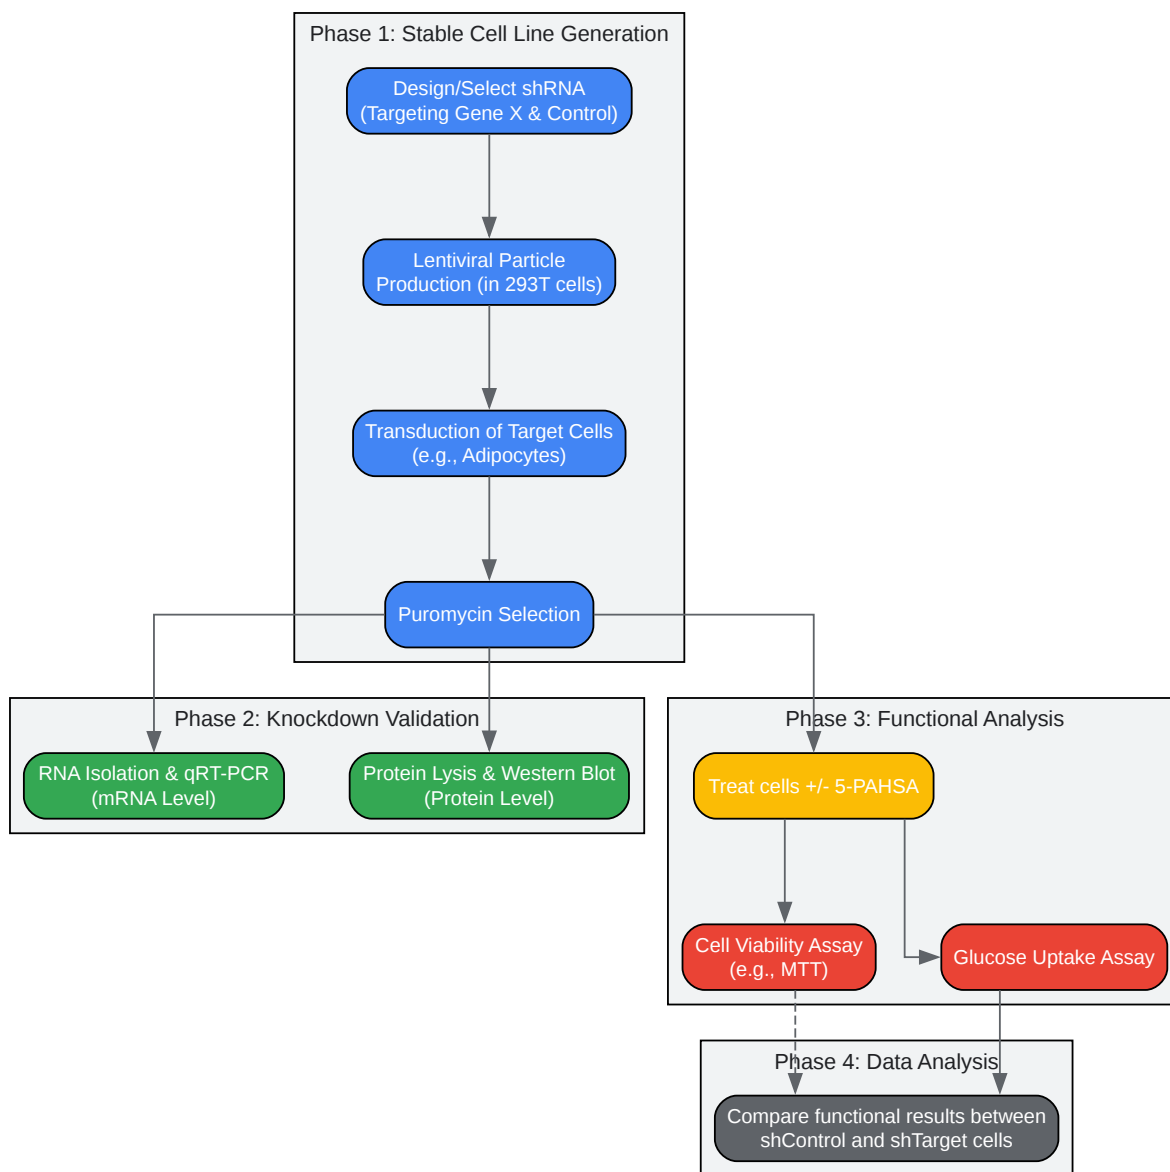 Phase 1: Stable Cell Line Generation
Design/Select shRNA
(Targeting Gene X & Control)
Lentiviral Particle
Production (in 293T cells)
Transduction of Target Cells
(e.g., Adipocytes)
Puromycin Selection
Phase 2: Knockdown Validation
RNA Isolation & qRT-PCR
(mRNA Level)
Protein Lysis & Western Blot
(Protein Level)
Phase 3: Functional Analysis
Treat cells +/- 5-PAHSA
Cell Viability Assay
(e.g., MTT)
Glucose Uptake Assay
Phase 4: Data Analysis
Compare functional results between
shControl and shTarget cells